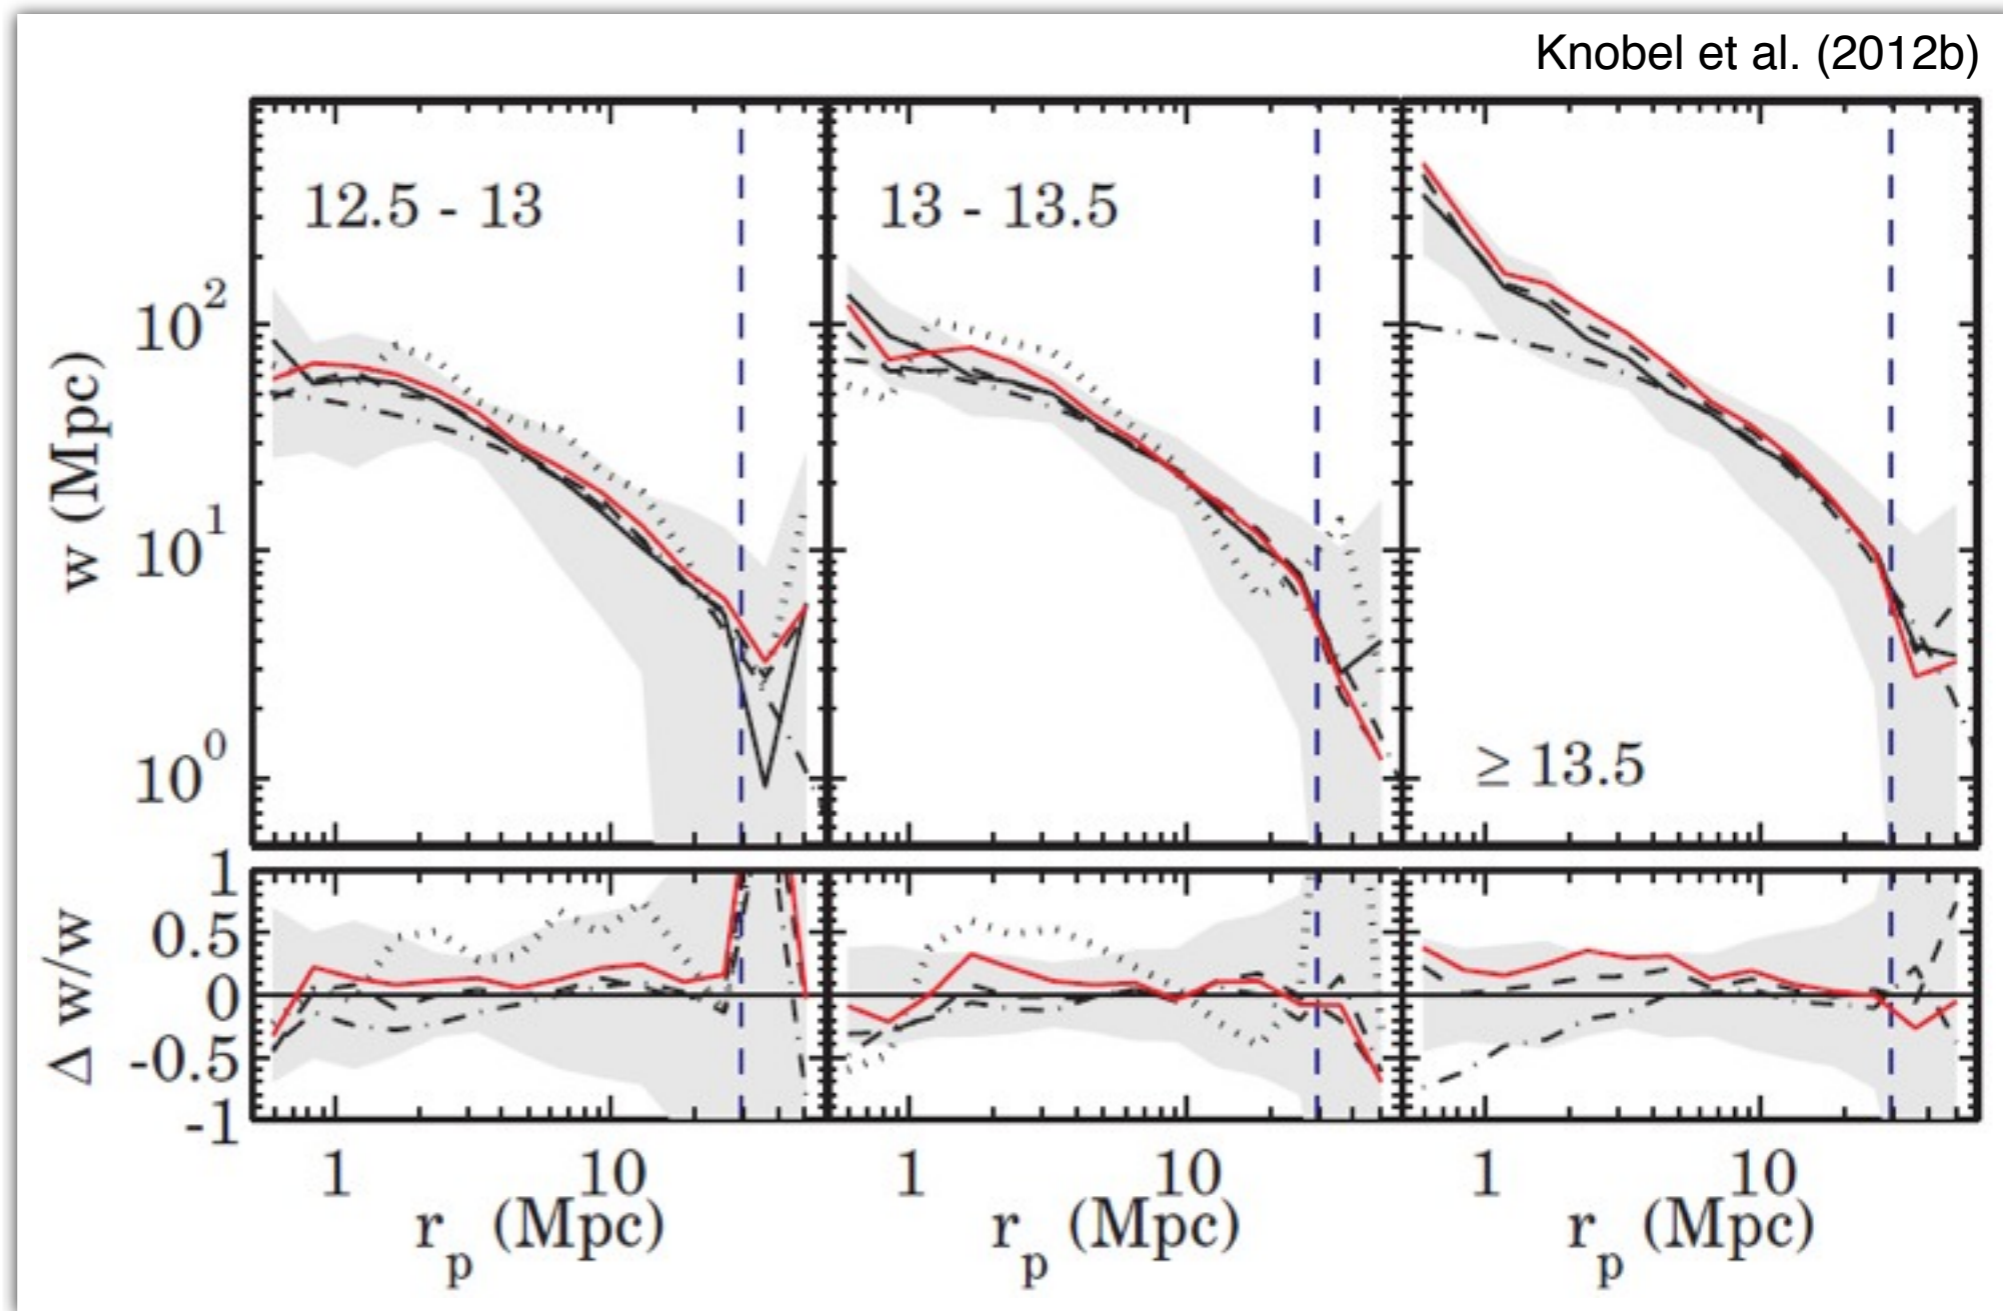 Knobel et al. (2012b)
12.5 - 13
13 - 13.5
≥ 13.5
w (Mpc)
10²
10¹
10⁰
Δ w/w
1
0.5
0
-0.5
-1
1 10 1 10 1 10
r_p (Mpc) r_p (Mpc) r_p (Mpc)